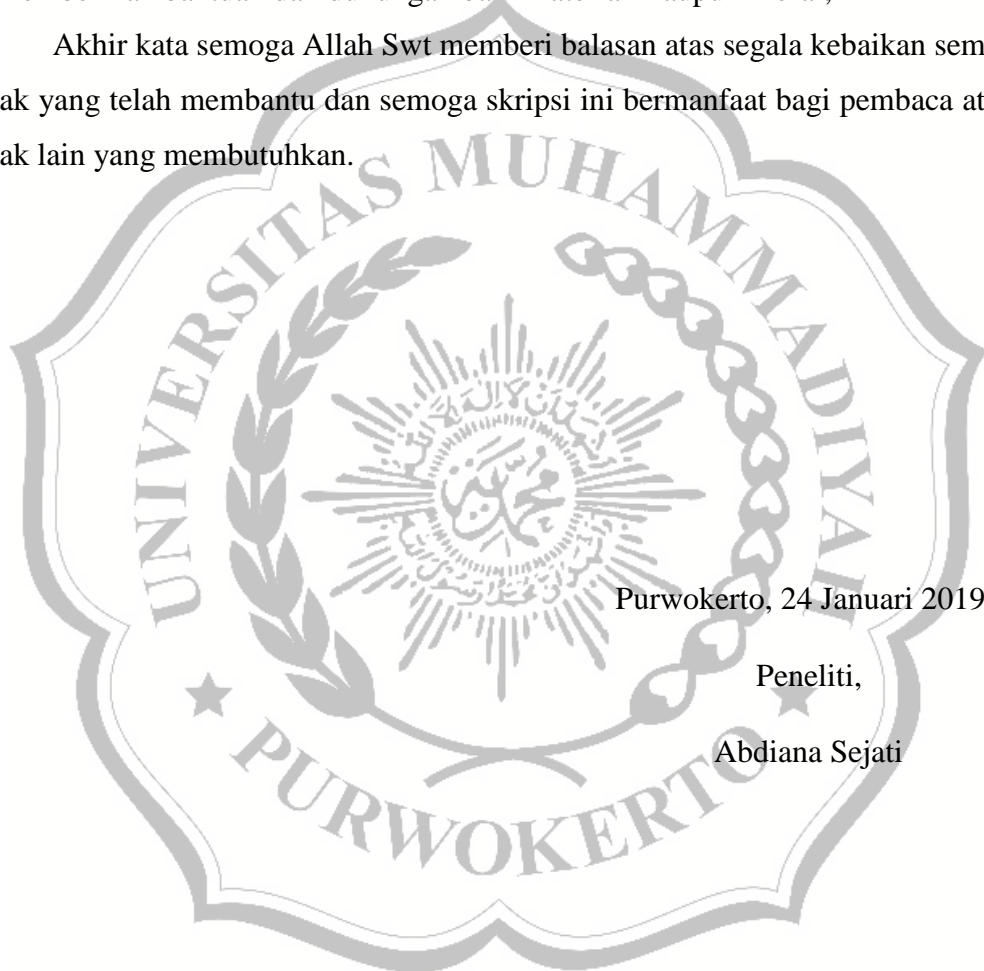 Akhir kata semoga Allah Swt memberi balasan atas segala kebaikan sem
ak yang telah membantu dan semoga skripsi ini bermanfaat bagi pembaca at
ak lain yang membutuhkan.
UNIVERSITAS MUHAMMADIYAH
PURWOKERTO
محمد
Purwokerto, 24 Januari 2019
Peneliti,
Abdiana Sejati